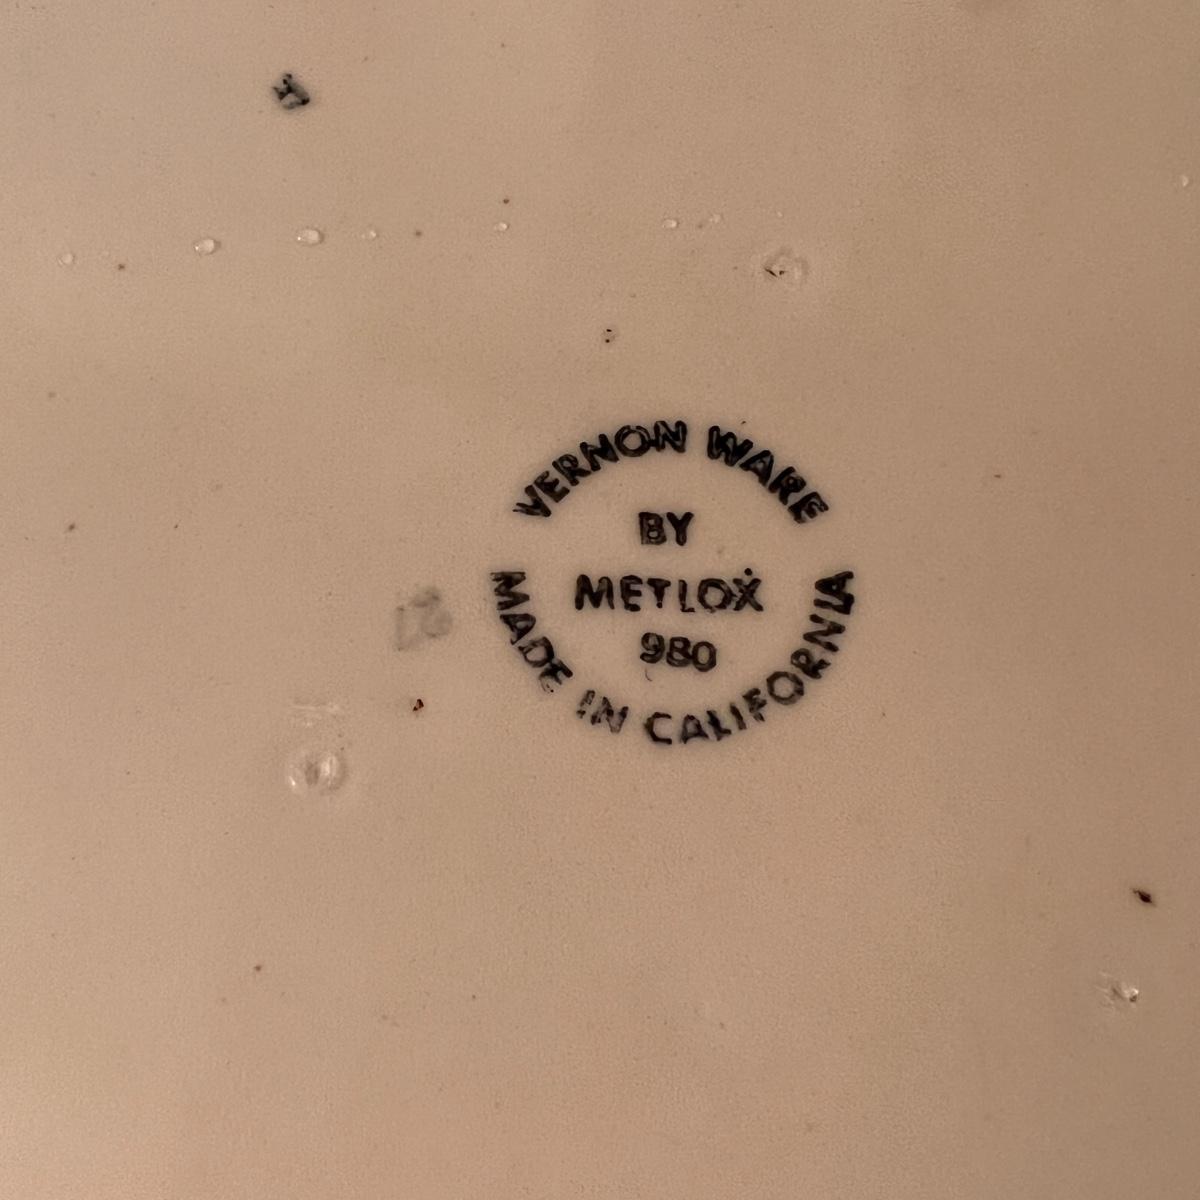 VERNON WARE
BY
METLOX
980
MADE IN CALIFORNIA